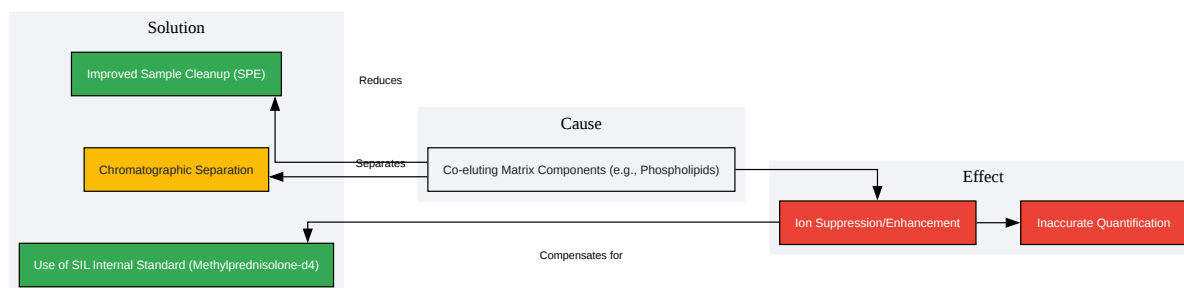 Solution
Improved Sample Cleanup (SPE)
Reduces
Cause
Separates
Chromatographic Separation
Co-eluting Matrix Components (e.g., Phospholipids)
Effect
Ion Suppression/Enhancement
Inaccurate Quantification
Compensates for
Use of SIL Internal Standard (Methylprednisolone-d4)